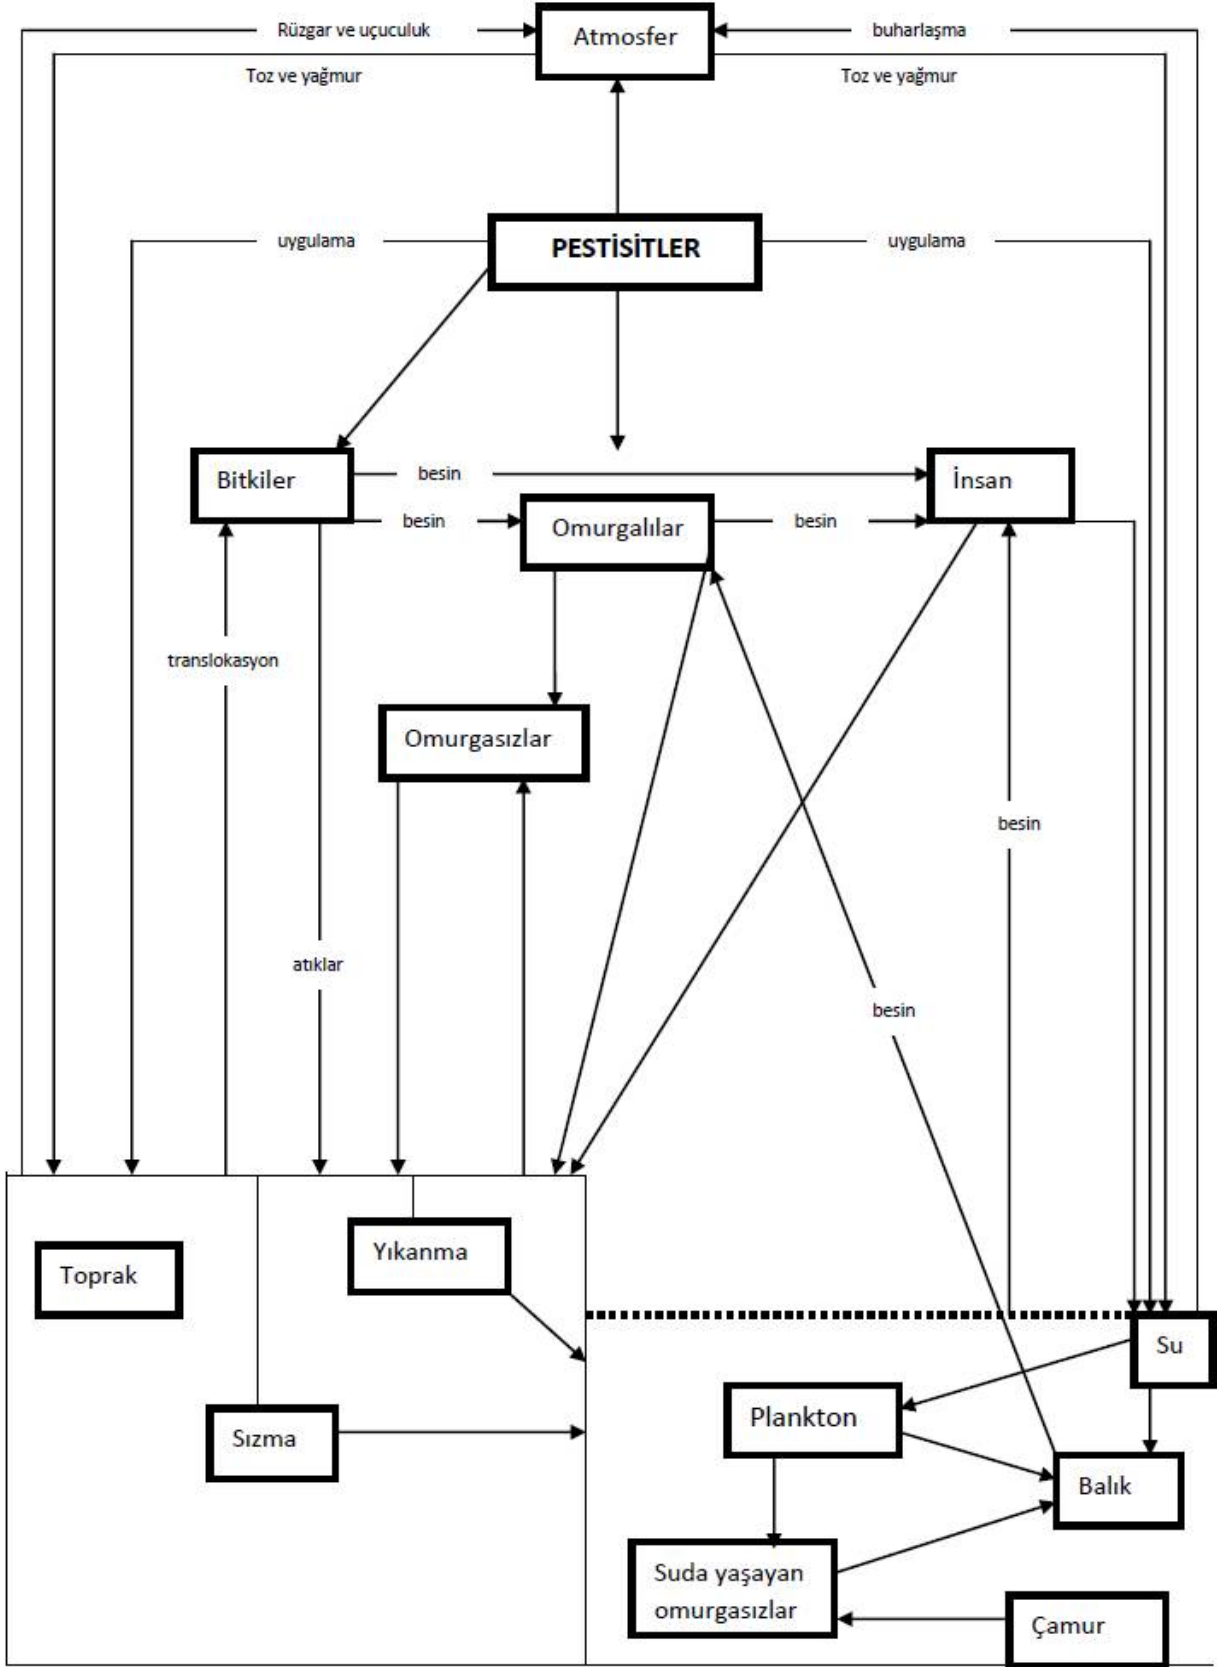 Rüzgar ve uçuculuk
Atmosfer
buharlaşma
Toz ve yağmur
Toz ve yağmur
uygulama
PESTİSİTLER
uygulama
Bitkiler
besin
İnsan
besin
Omurgalılar
besin
translokasyon
Omurgasızlar
besin
atıklar
besin
Yıkanma
Toprak
Su
Plankton
Sızma
Balık
Suda yaşayan
omurgasızlar
Çamur